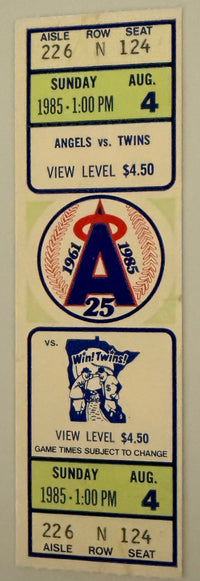 AISLE ROW SEAT
226 N 124
SUNDAY AUG.
1985 • 1:00 PM 4
ANGELS vs. TWINS
VIEW LEVEL $4.50
1961 A 1985
25
vs.
Win! Twins!
VIEW LEVEL $4.50
GAME TIMES SUBJECT TO CHANGE
SUNDAY AUG.
1985 • 1:00 PM 4
226 N 124
AISLE ROW SEAT